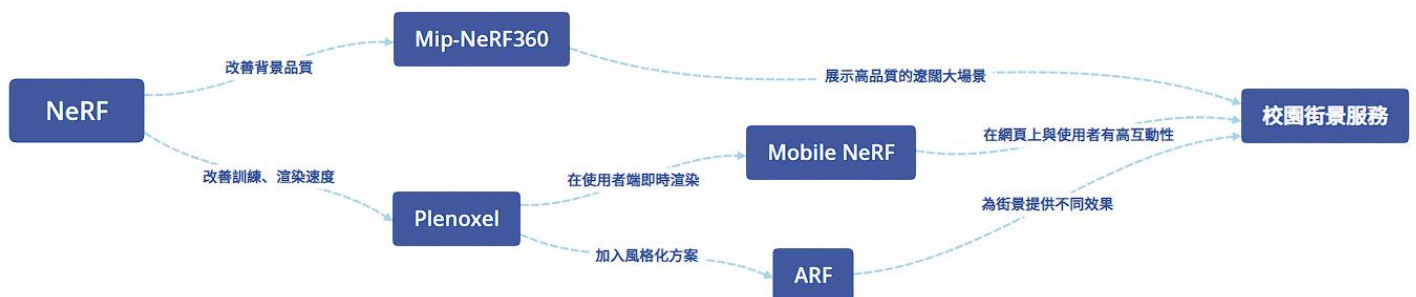 NeRF
改善背景品質
Mip-NeRF360
展示高品質的遼闊大場景
校園街景服務
改善訓練、渲染速度
Plenoxel
在使用者端即時渲染
Mobile NeRF
在網頁上與使用者有高互動性
加入風格化方案
ARF
為街景提供不同效果